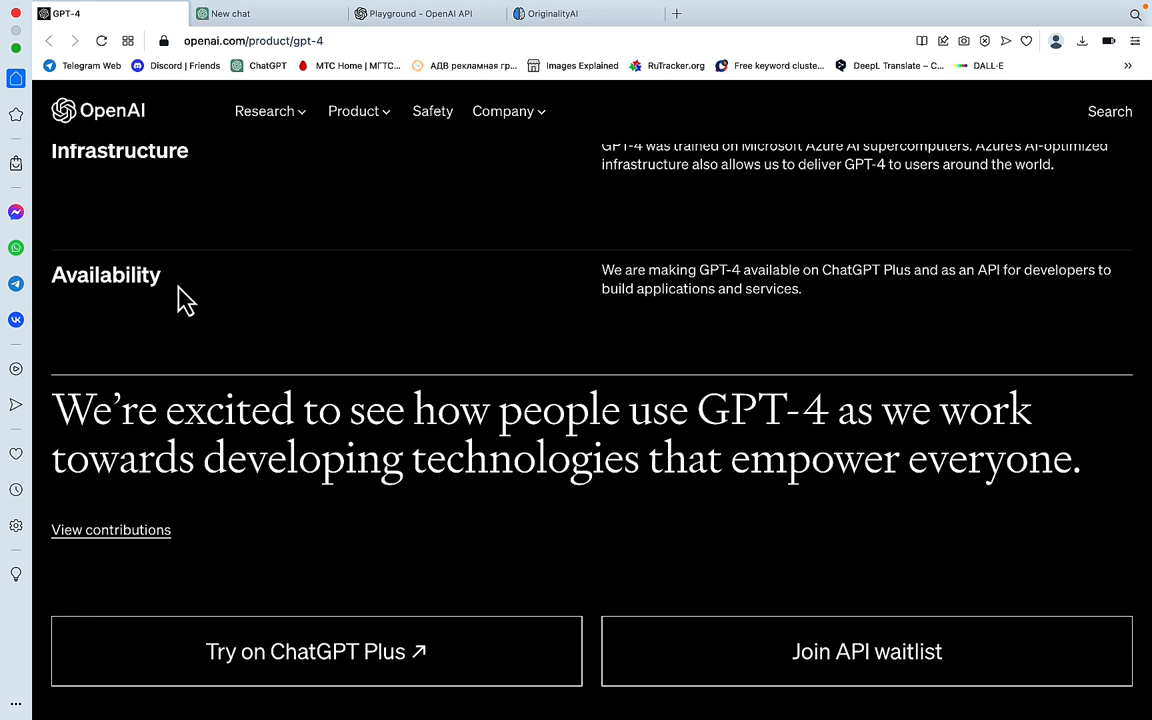 GPT-4
New chat
Playground - OpenAI API
OriginalityAI
openai.com/product/gpt-4
Telegram Web
Discord | Friends
ChatGPT
MT Home | МГТС...
АДВ рекламная гр...
Images Explained
RuTracker.org
Free keyword cluste...
DeepL Translate – C...
DALL·E
OpenAI
Research
Product
Safety
Company
Search
Infrastructure
GPT-4 was trained on Microsoft Azure AI supercomputers. Azure's AI-optimized
infrastructure also allows us to deliver GPT-4 to users around the world.
Availability
We are making GPT-4 available on ChatGPT Plus and as an API for developers to
build applications and services.
We're excited to see how people use GPT-4 as we work
towards developing technologies that empower everyone.
View contributions
Try on ChatGPT Plus ↗
Join API waitlist